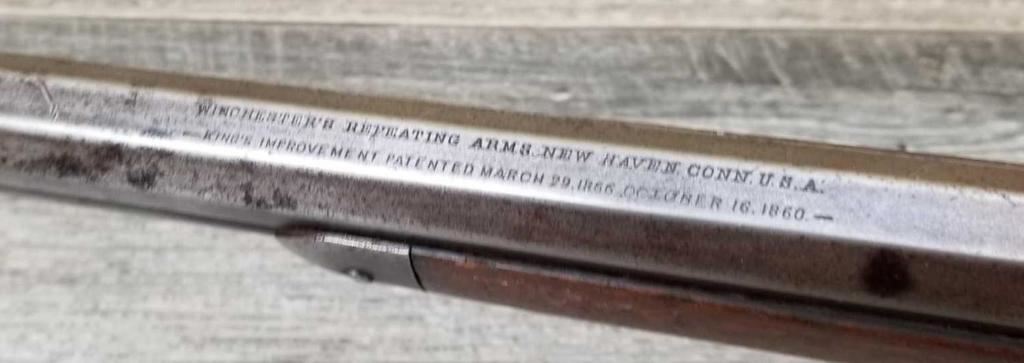 WINCHESTER'S REPEATING ARMS. NEW HAVEN. CONN. U.S.A.
KING'S IMPROVEMENT PATENTED MARCH 29, 1866. OCTOBER 16, 1860.—